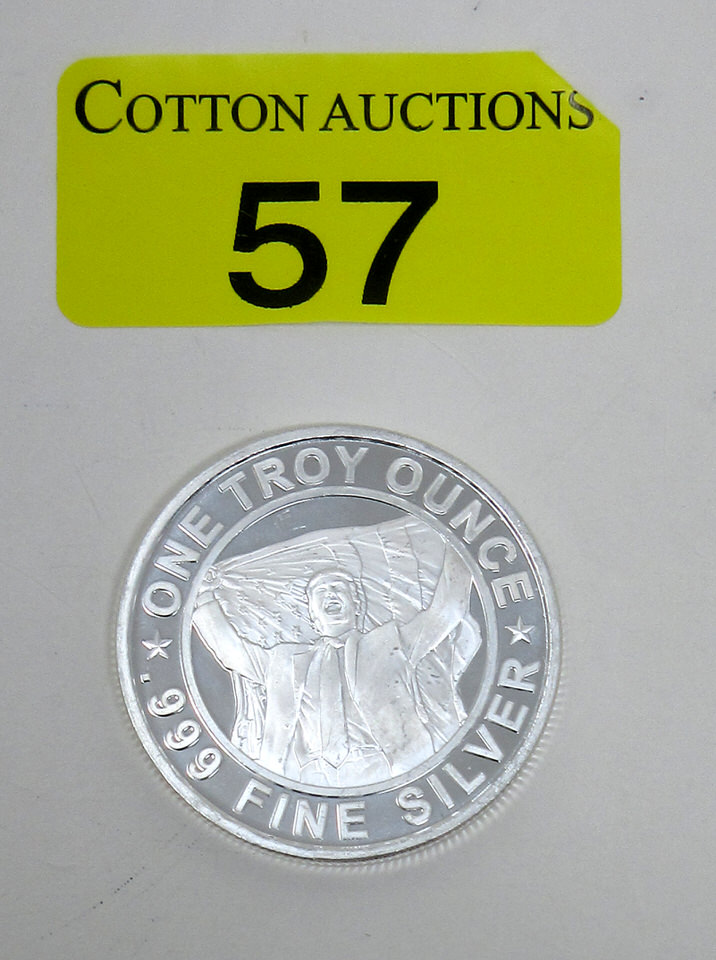 COTTON AUCTIONS
57
ONE TROY OUNCE
.999 FINE SILVER